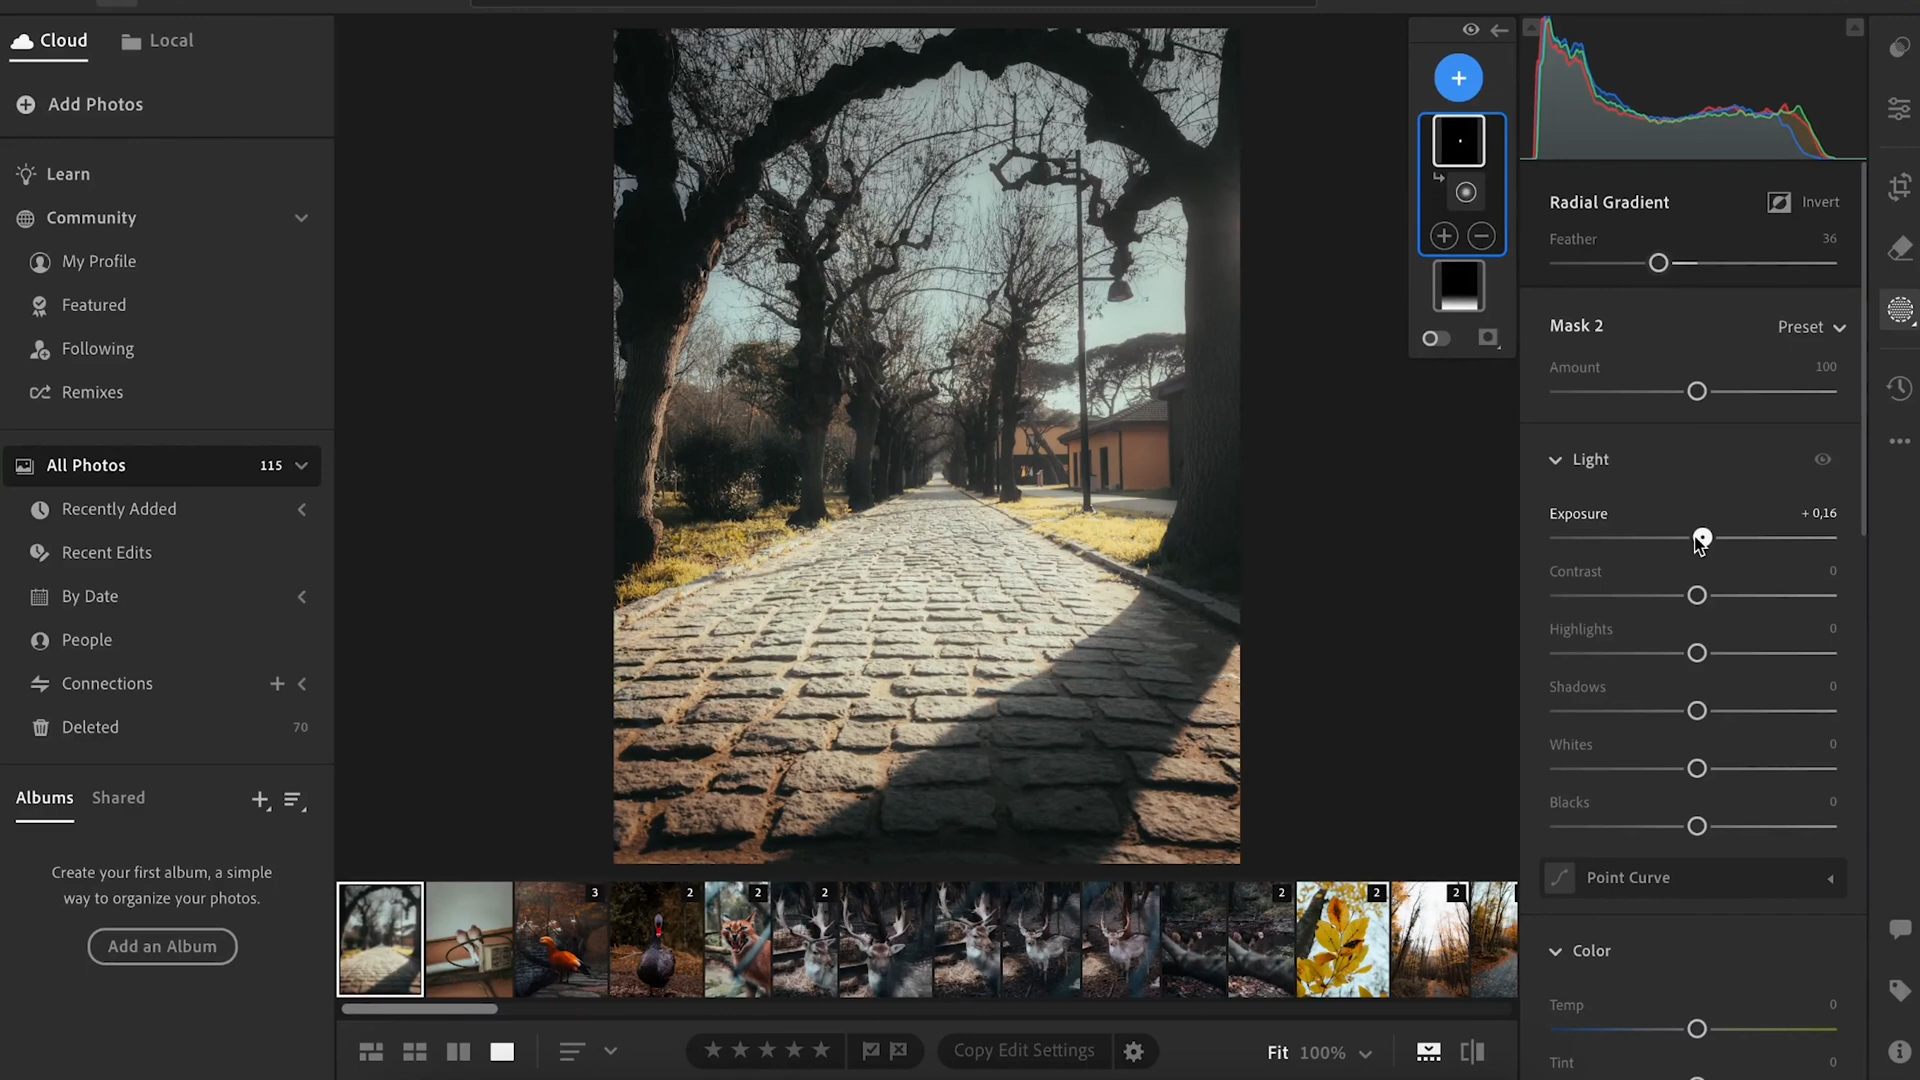 Cloud Local
Add Photos
Learn
Community
My Profile
Featured
Following
Remixes
All Photos 115
Recently Added
Recent Edits
By Date
People
Connections
Deleted 70
Albums Shared
Create your first album, a simple
way to organize your photos.
Add an Album
3 2 2 2 2 2 2
Copy Edit Settings
Fit 100%
Radial Gradient Invert
Feather 36
Mask 2 Preset
Amount 100
Light
Exposure + 0,16
Contrast 0
Highlights 0
Shadows 0
Whites 0
Blacks 0
Point Curve
Color
Temp 0
Tint 0